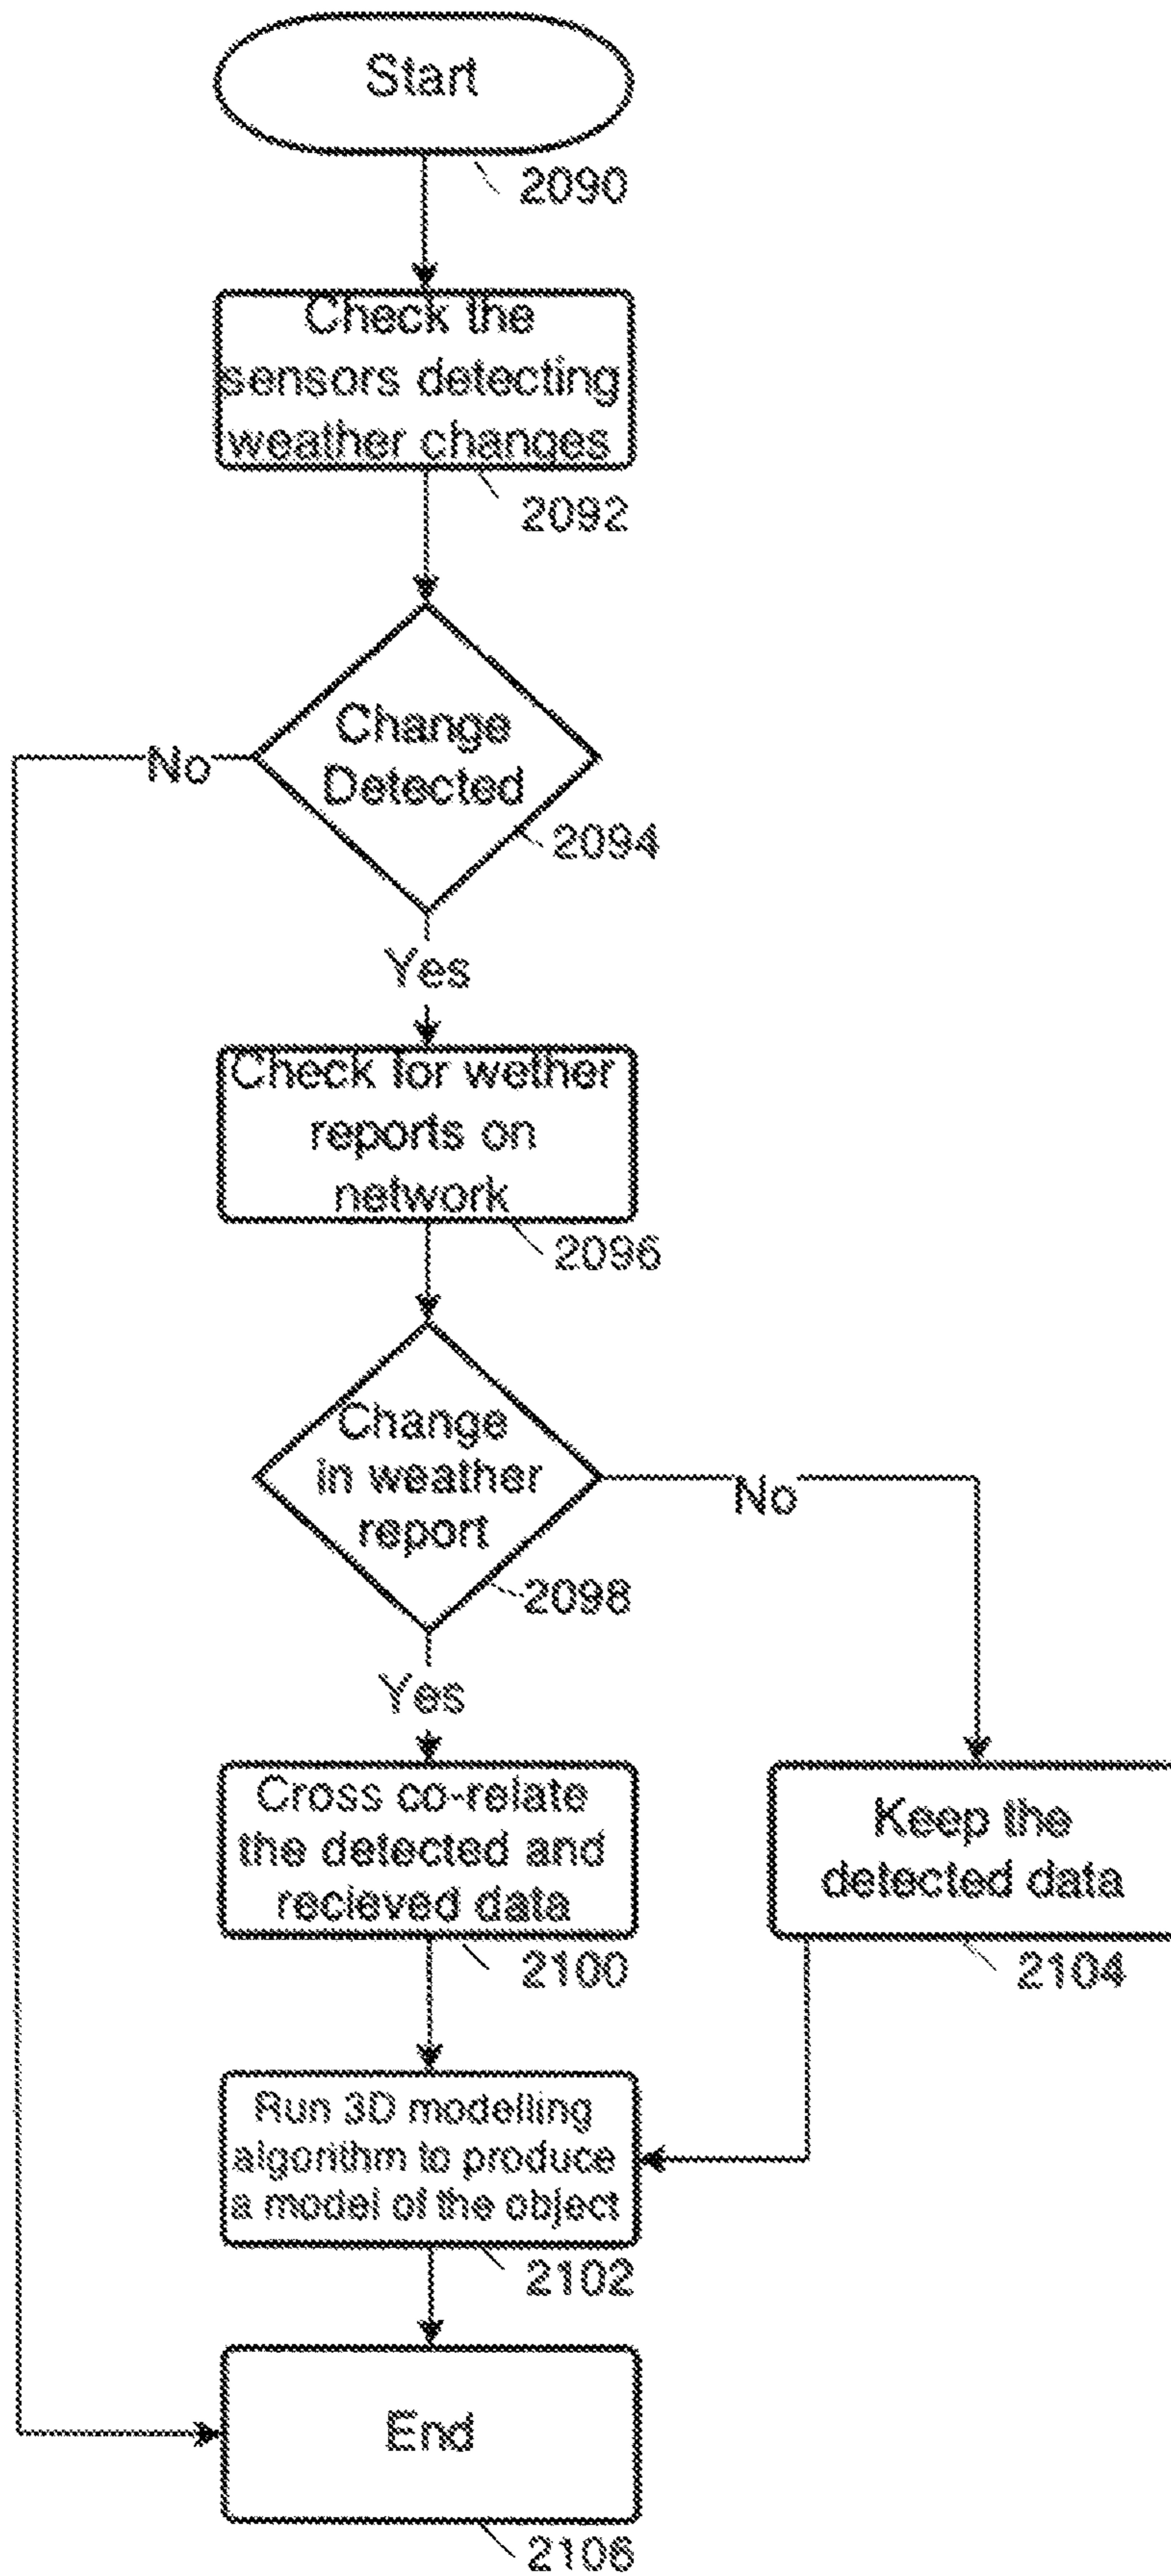 Start
2090
Check the
sensors detecting
weather changes
2092
Change
Detected
No
2094
Yes
Check for wether
reports on
network
2096
Change
in weather
report
No
2098
Yes
Cross co-relate
the detected and
recieved data
2100
Keep the
detected data
2104
Run 3D modelling
algorithm to produce
a model of the object
2102
End
2106